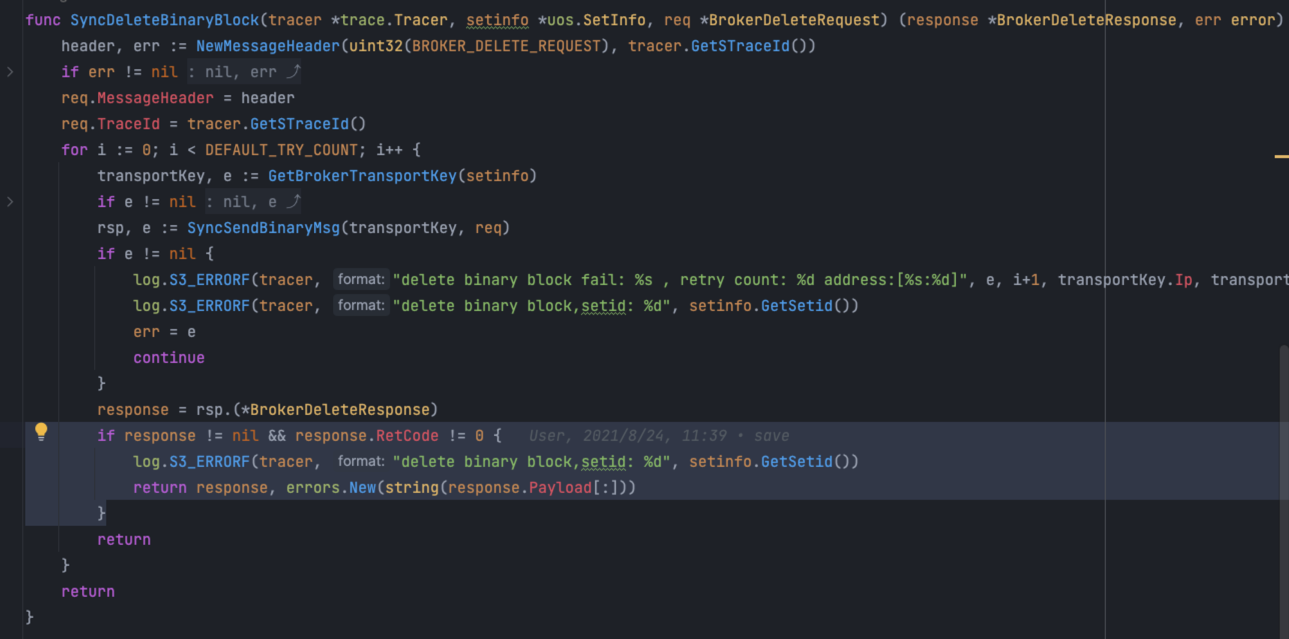 func SyncDeleteBinaryBlock(tracer *trace.Tracer, setinfo *uos.SetInfo, req *BrokerDeleteRequest) (response *BrokerDeleteResponse, err error)
header, err := NewMessageHeader(uint32(BROKER_DELETE_REQUEST), tracer.GetSTraceId())
if err != nil : nil, err ⤴
req.MessageHeader = header
req.TraceId = tracer.GetSTraceId()
for i := 0; i < DEFAULT_TRY_COUNT; i++ {
transportKey, e := GetBrokerTransportKey(setinfo)
if e != nil : nil, e ⤴
rsp, e := SyncSendBinaryMsg(transportKey, req)
if e != nil {
log.S3_ERRORF(tracer, format: "delete binary block fail: %s , retry count: %d address:[%s:%d]", e, i+1, transportKey.Ip, transport
log.S3_ERRORF(tracer, format: "delete binary block,setid: %d", setinfo.GetSetid())
err = e
continue
}
response = rsp.(*BrokerDeleteResponse)
if response != nil && response.RetCode != 0 { User, 2021/8/24, 11:39 • save
log.S3_ERRORF(tracer, format: "delete binary block,setid: %d", setinfo.GetSetid())
return response, errors.New(string(response.Payload[:]))
}
return
}
return
}